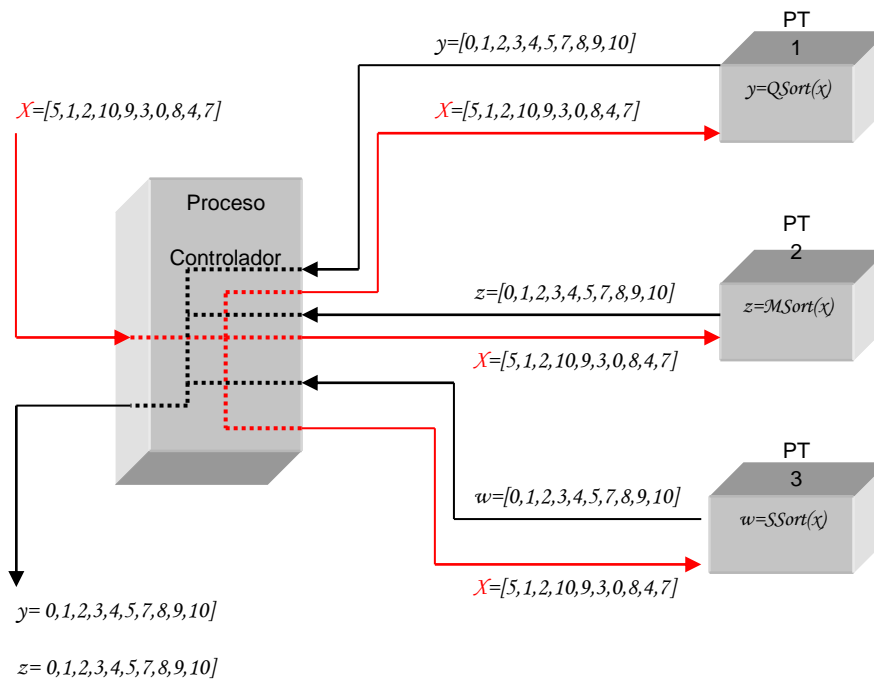 PT
1
y=[0,1,2,3,4,5,7,8,9,10]
y=QSort(x)
X=[5,1,2,10,9,3,0,8,4,7]
X=[5,1,2,10,9,3,0,8,4,7]
Proceso
Controlador
PT
2
z=[0,1,2,3,4,5,7,8,9,10]
z=MSort(x)
X=[5,1,2,10,9,3,0,8,4,7]
PT
3
w=[0,1,2,3,4,5,7,8,9,10]
w=SSort(x)
X=[5,1,2,10,9,3,0,8,4,7]
y= 0,1,2,3,4,5,7,8,9,10]
z= 0,1,2,3,4,5,7,8,9,10]